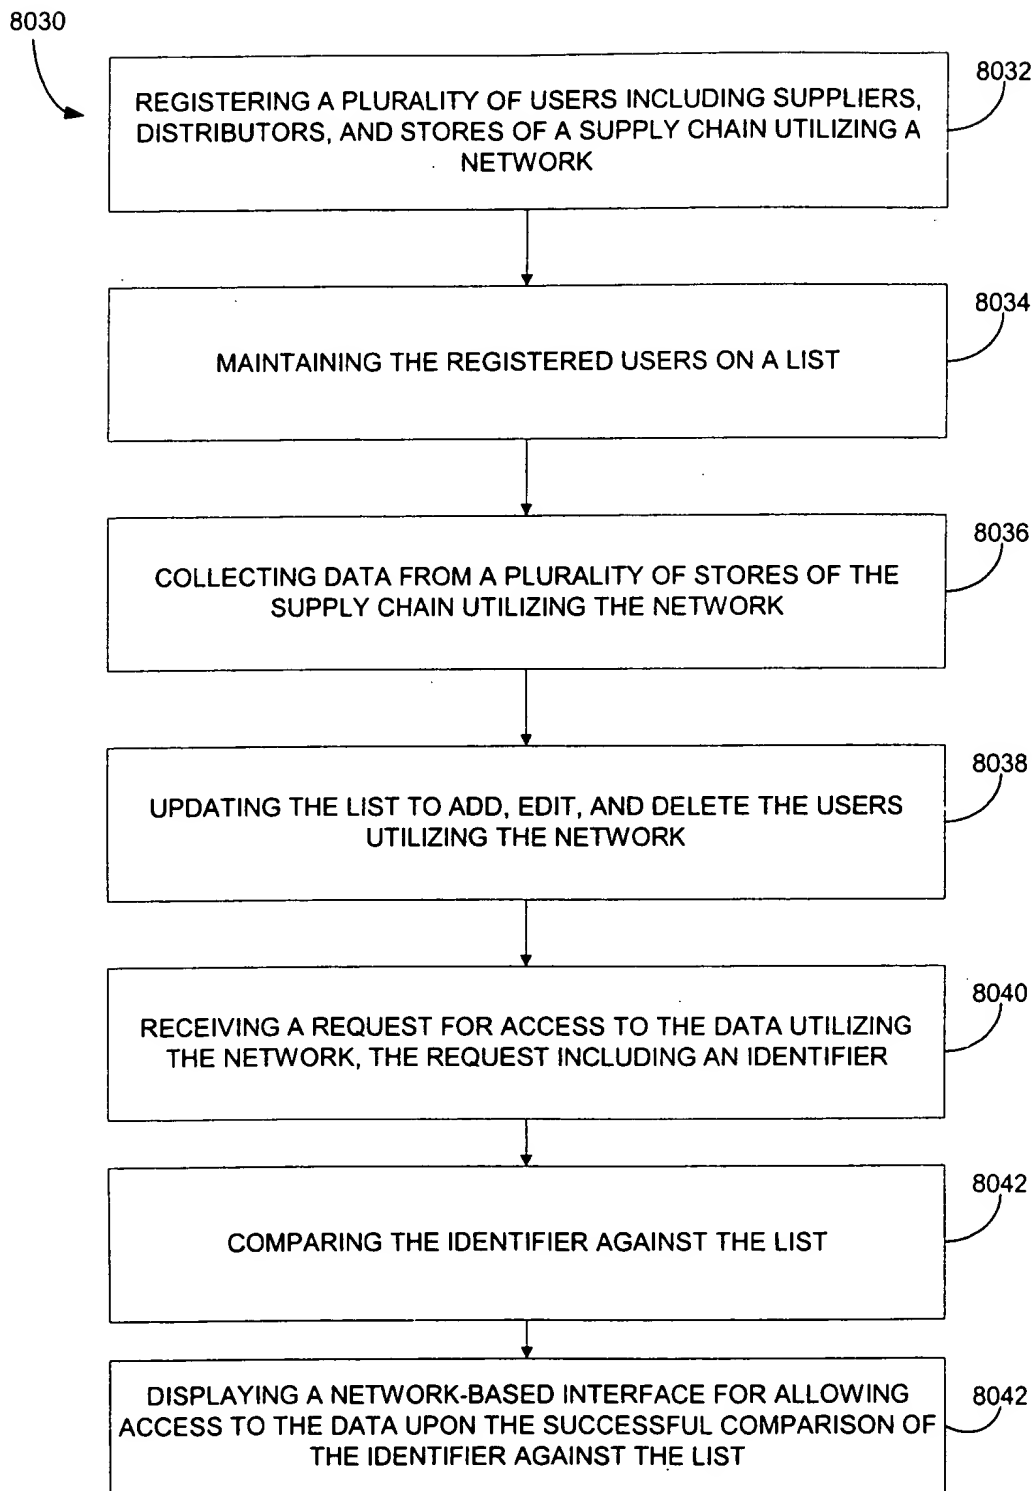 8030
8032
REGISTERING A PLURALITY OF USERS INCLUDING SUPPLIERS,
DISTRIBUTORS, AND STORES OF A SUPPLY CHAIN UTILIZING A
NETWORK
8034
MAINTAINING THE REGISTERED USERS ON A LIST
8036
COLLECTING DATA FROM A PLURALITY OF STORES OF THE
SUPPLY CHAIN UTILIZING THE NETWORK
8038
UPDATING THE LIST TO ADD, EDIT, AND DELETE THE USERS
UTILIZING THE NETWORK
8040
RECEIVING A REQUEST FOR ACCESS TO THE DATA UTILIZING
THE NETWORK, THE REQUEST INCLUDING AN IDENTIFIER
8042
COMPARING THE IDENTIFIER AGAINST THE LIST
8042
DISPLAYING A NETWORK-BASED INTERFACE FOR ALLOWING
ACCESS TO THE DATA UPON THE SUCCESSFUL COMPARISON OF
THE IDENTIFIER AGAINST THE LIST